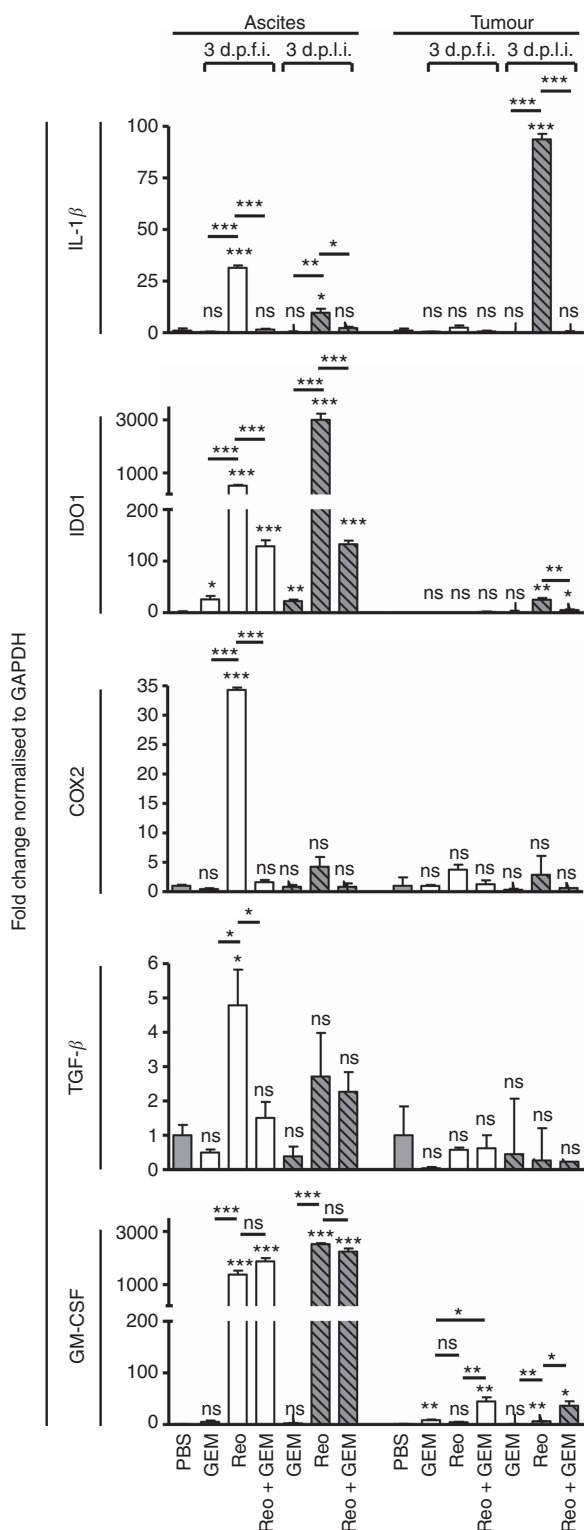 Ascites Tumour
3 d.p.f.i. 3 d.p.l.i. 3 d.p.f.i. 3 d.p.l.i.
Fold change normalised to GAPDH
IL-1β
100
75
50
25
0
*** *** *** ** * *** ***
ns *** ns ns * ns ns ns ns ns *** ns
IDO1
3000
1000
200
100
0
*** *** *** *** **
* *** *** ** *** *** ns ns ns ns ** *
COX2
35
30
25
20
15
10
5
0
*** ***
ns *** ns ns ns ns ns ns ns ns ns ns
TGF-β
6
5
4
3
2
1
0
* *
ns * ns ns ns ns ns ns ns ns ns ns
GM-CSF
3000
1000
200
100
0
*** ns *** ns * ns ** ** *
ns *** *** ns *** *** ** ns ** ns ** *
PBS
GEM
Reo
Reo + GEM
GEM
Reo
Reo + GEM
PBS
GEM
Reo
Reo + GEM
GEM
Reo
Reo + GEM